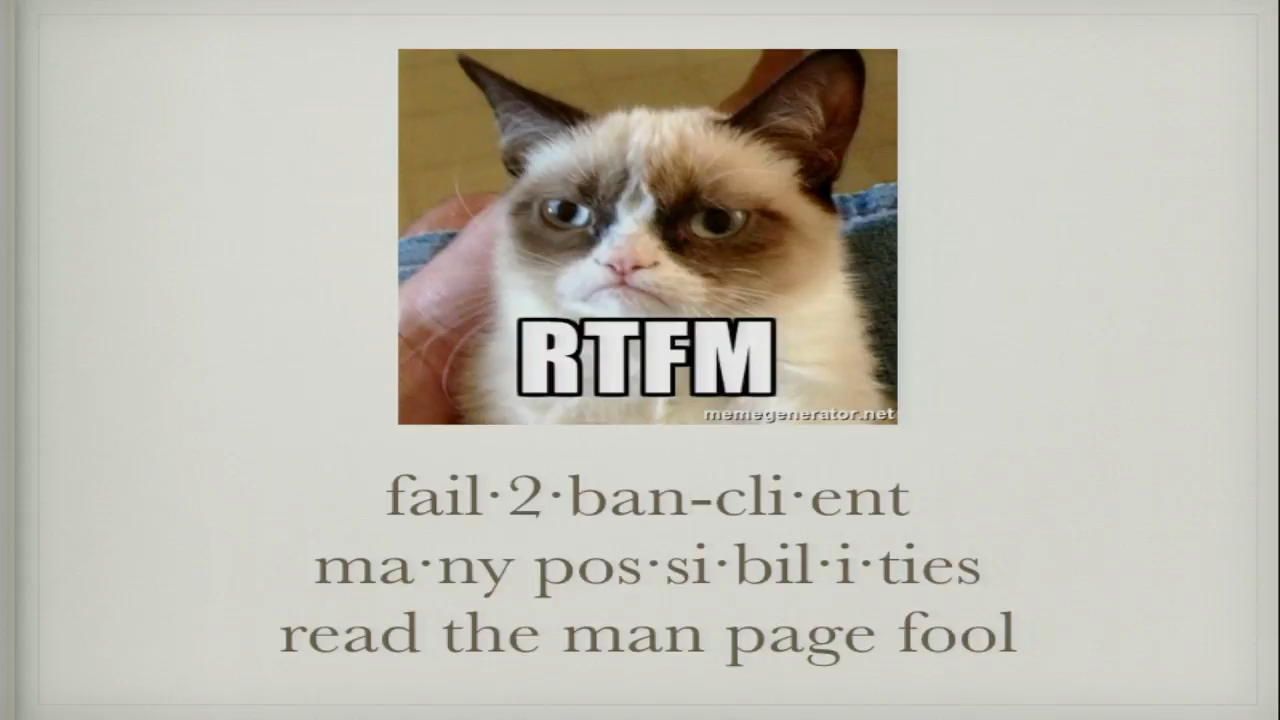 RTFM
memegenerator.net
fail·2·ban-cli·ent
ma·ny pos·si·bil·i·ties
read the man page fool